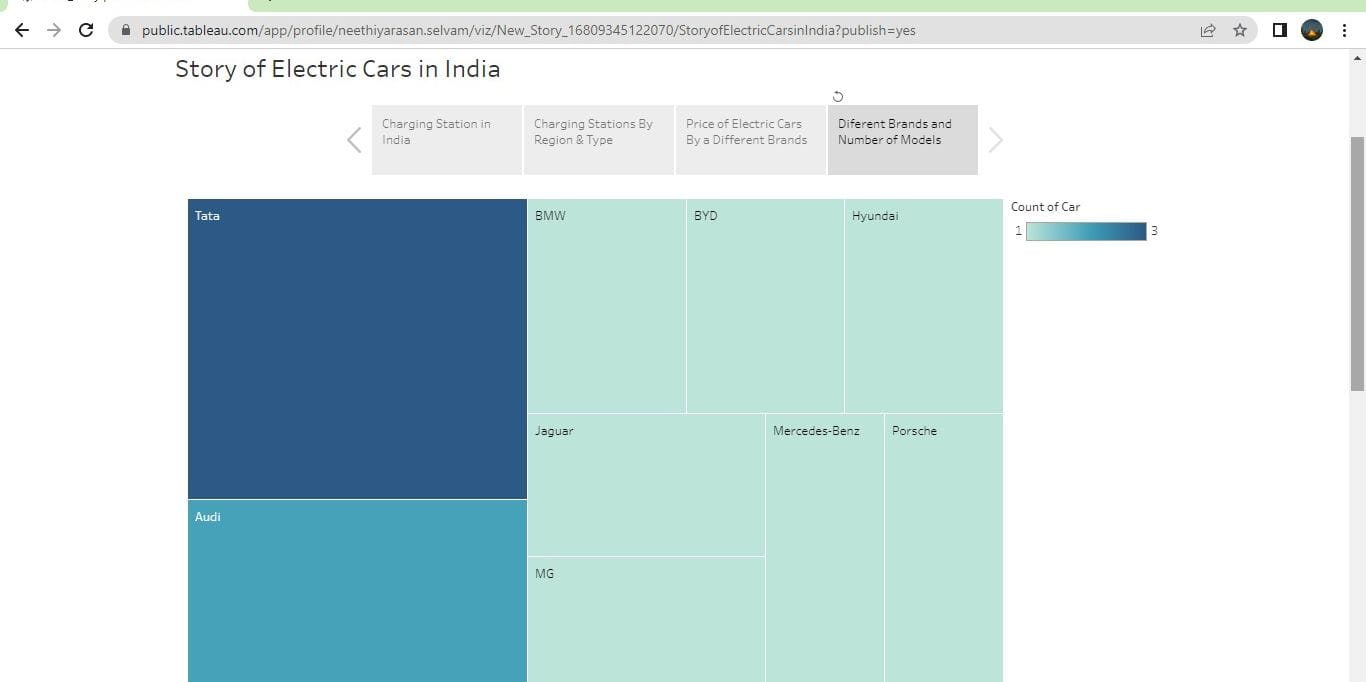 public.tableau.com/app/profile/neethiyarasan.selvam/viz/New_Story_16809345122070/StoryofElectricCarsinIndia?publish=yes
Story of Electric Cars in India
Charging Station in
India
Charging Stations By
Region & Type
Price of Electric Cars
By a Different Brands
Diferent Brands and
Number of Models
Count of Car
1
3
Tata
BMW
BYD
Hyundai
Jaguar
Mercedes-Benz
Porsche
Audi
MG